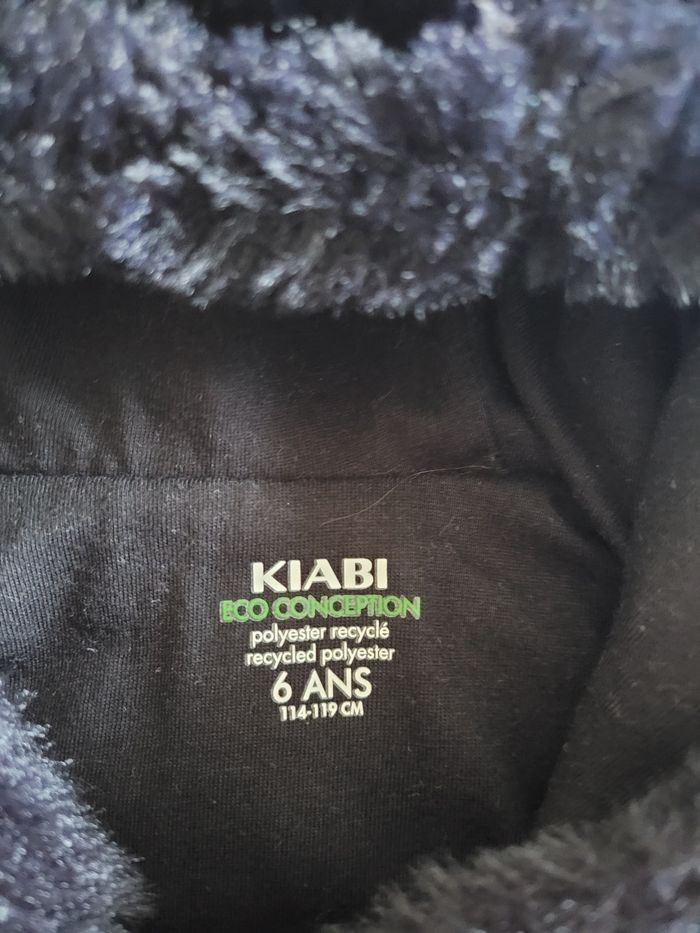 KIABI
ECO CONCEPTION
polyester recyclé
recycled polyester
6 ANS
114-119 CM